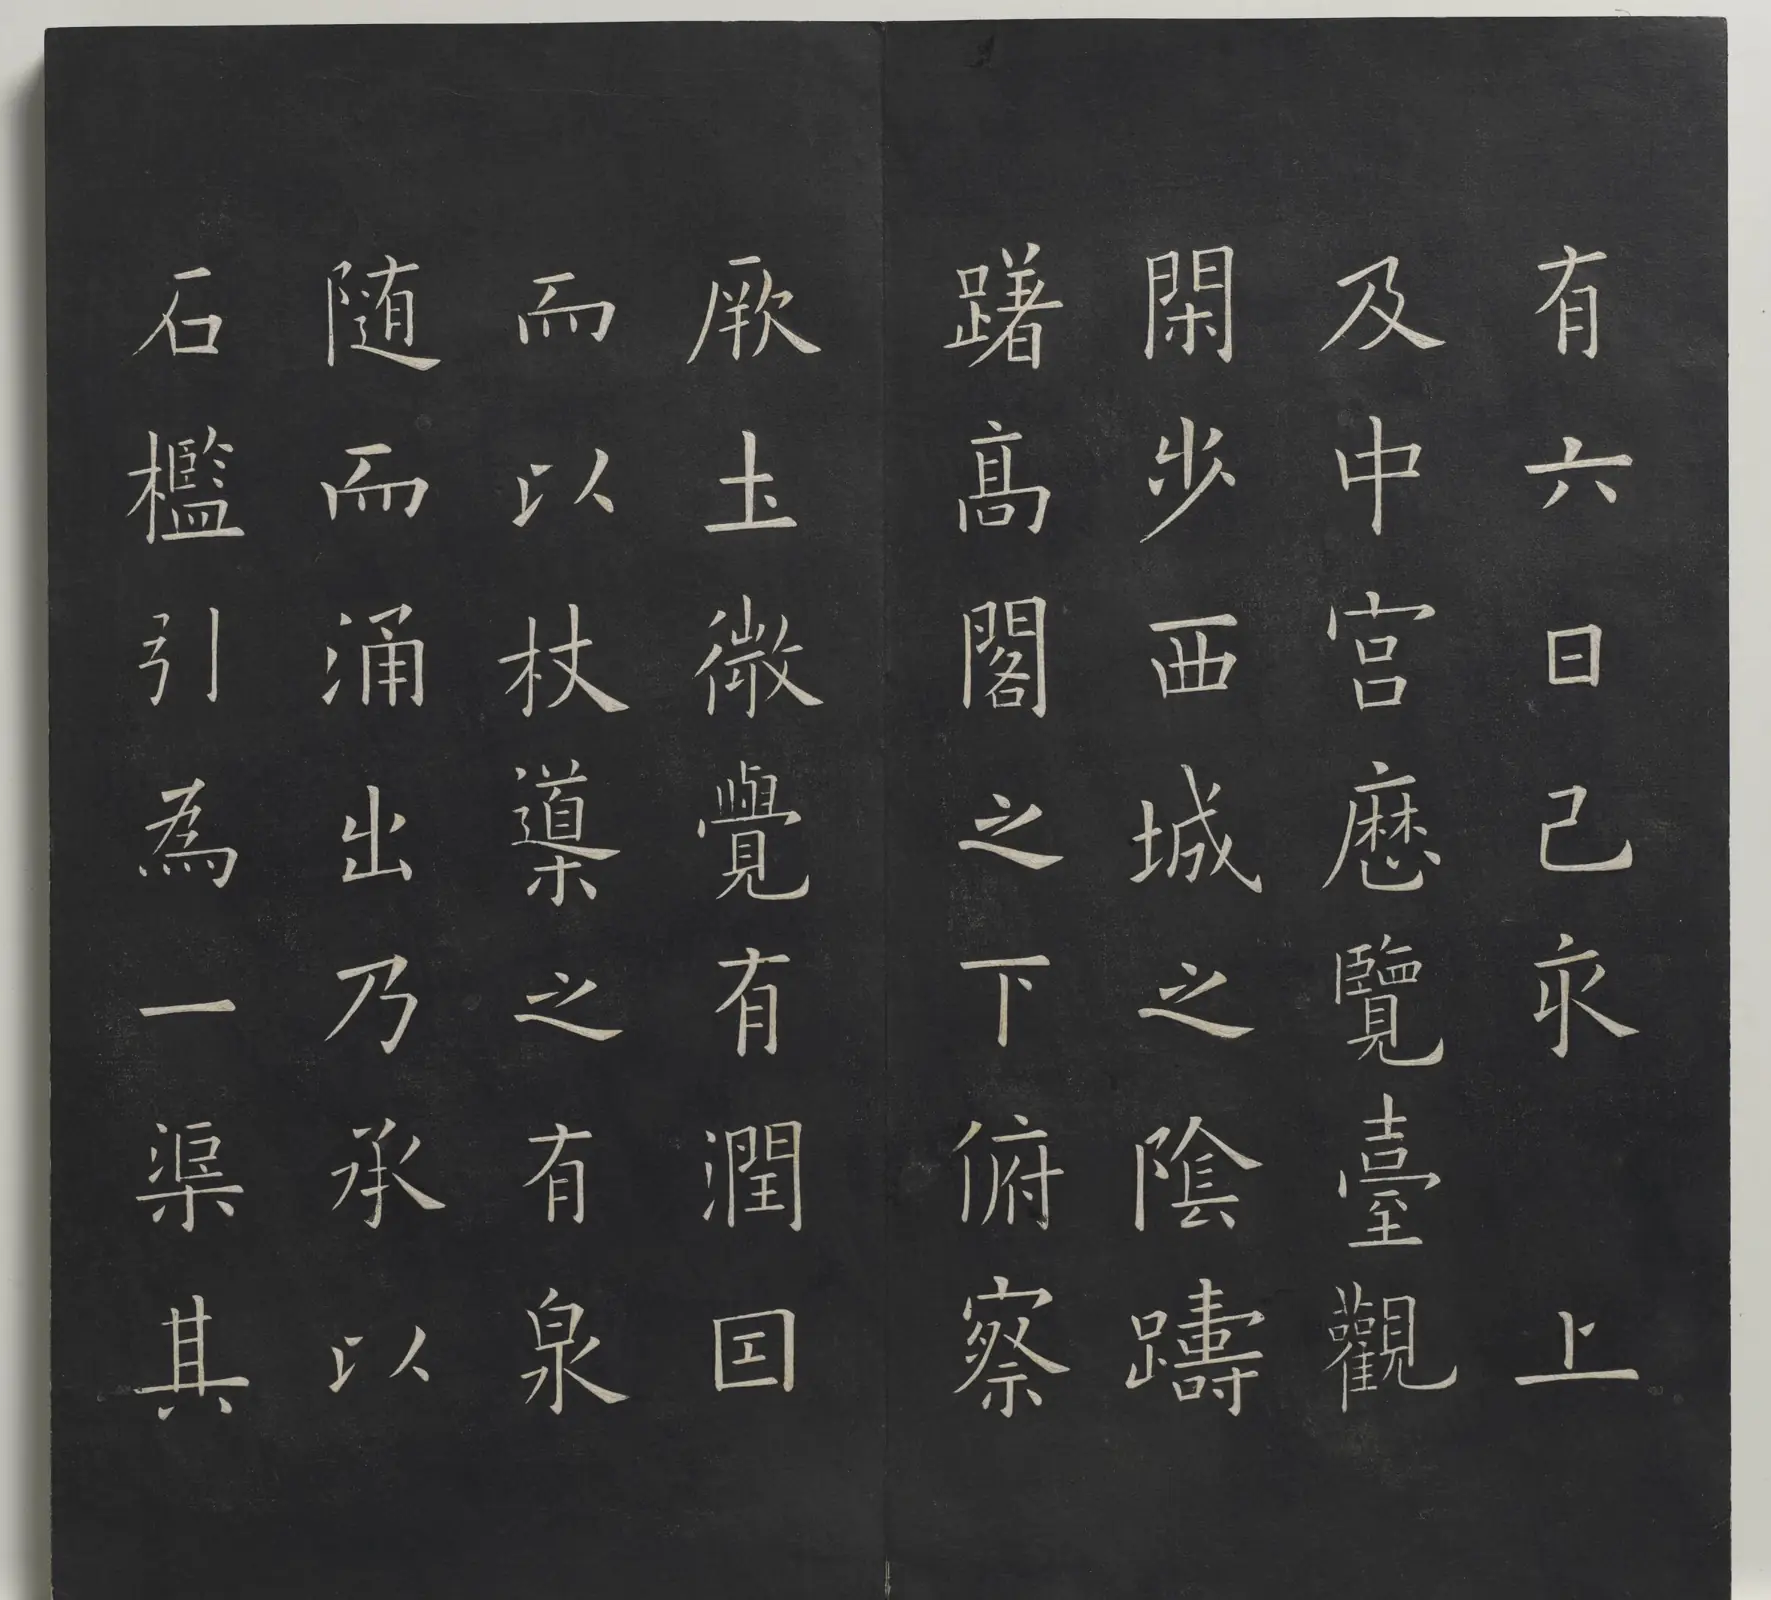 有六日己亥 上
及中宮歷覽臺觀
閑步西城之陰躊
躇髙閣之下俯察
厥土微覺有潤因
而以杖導之有泉
随而涌出乃承以
石檻引為一渠其